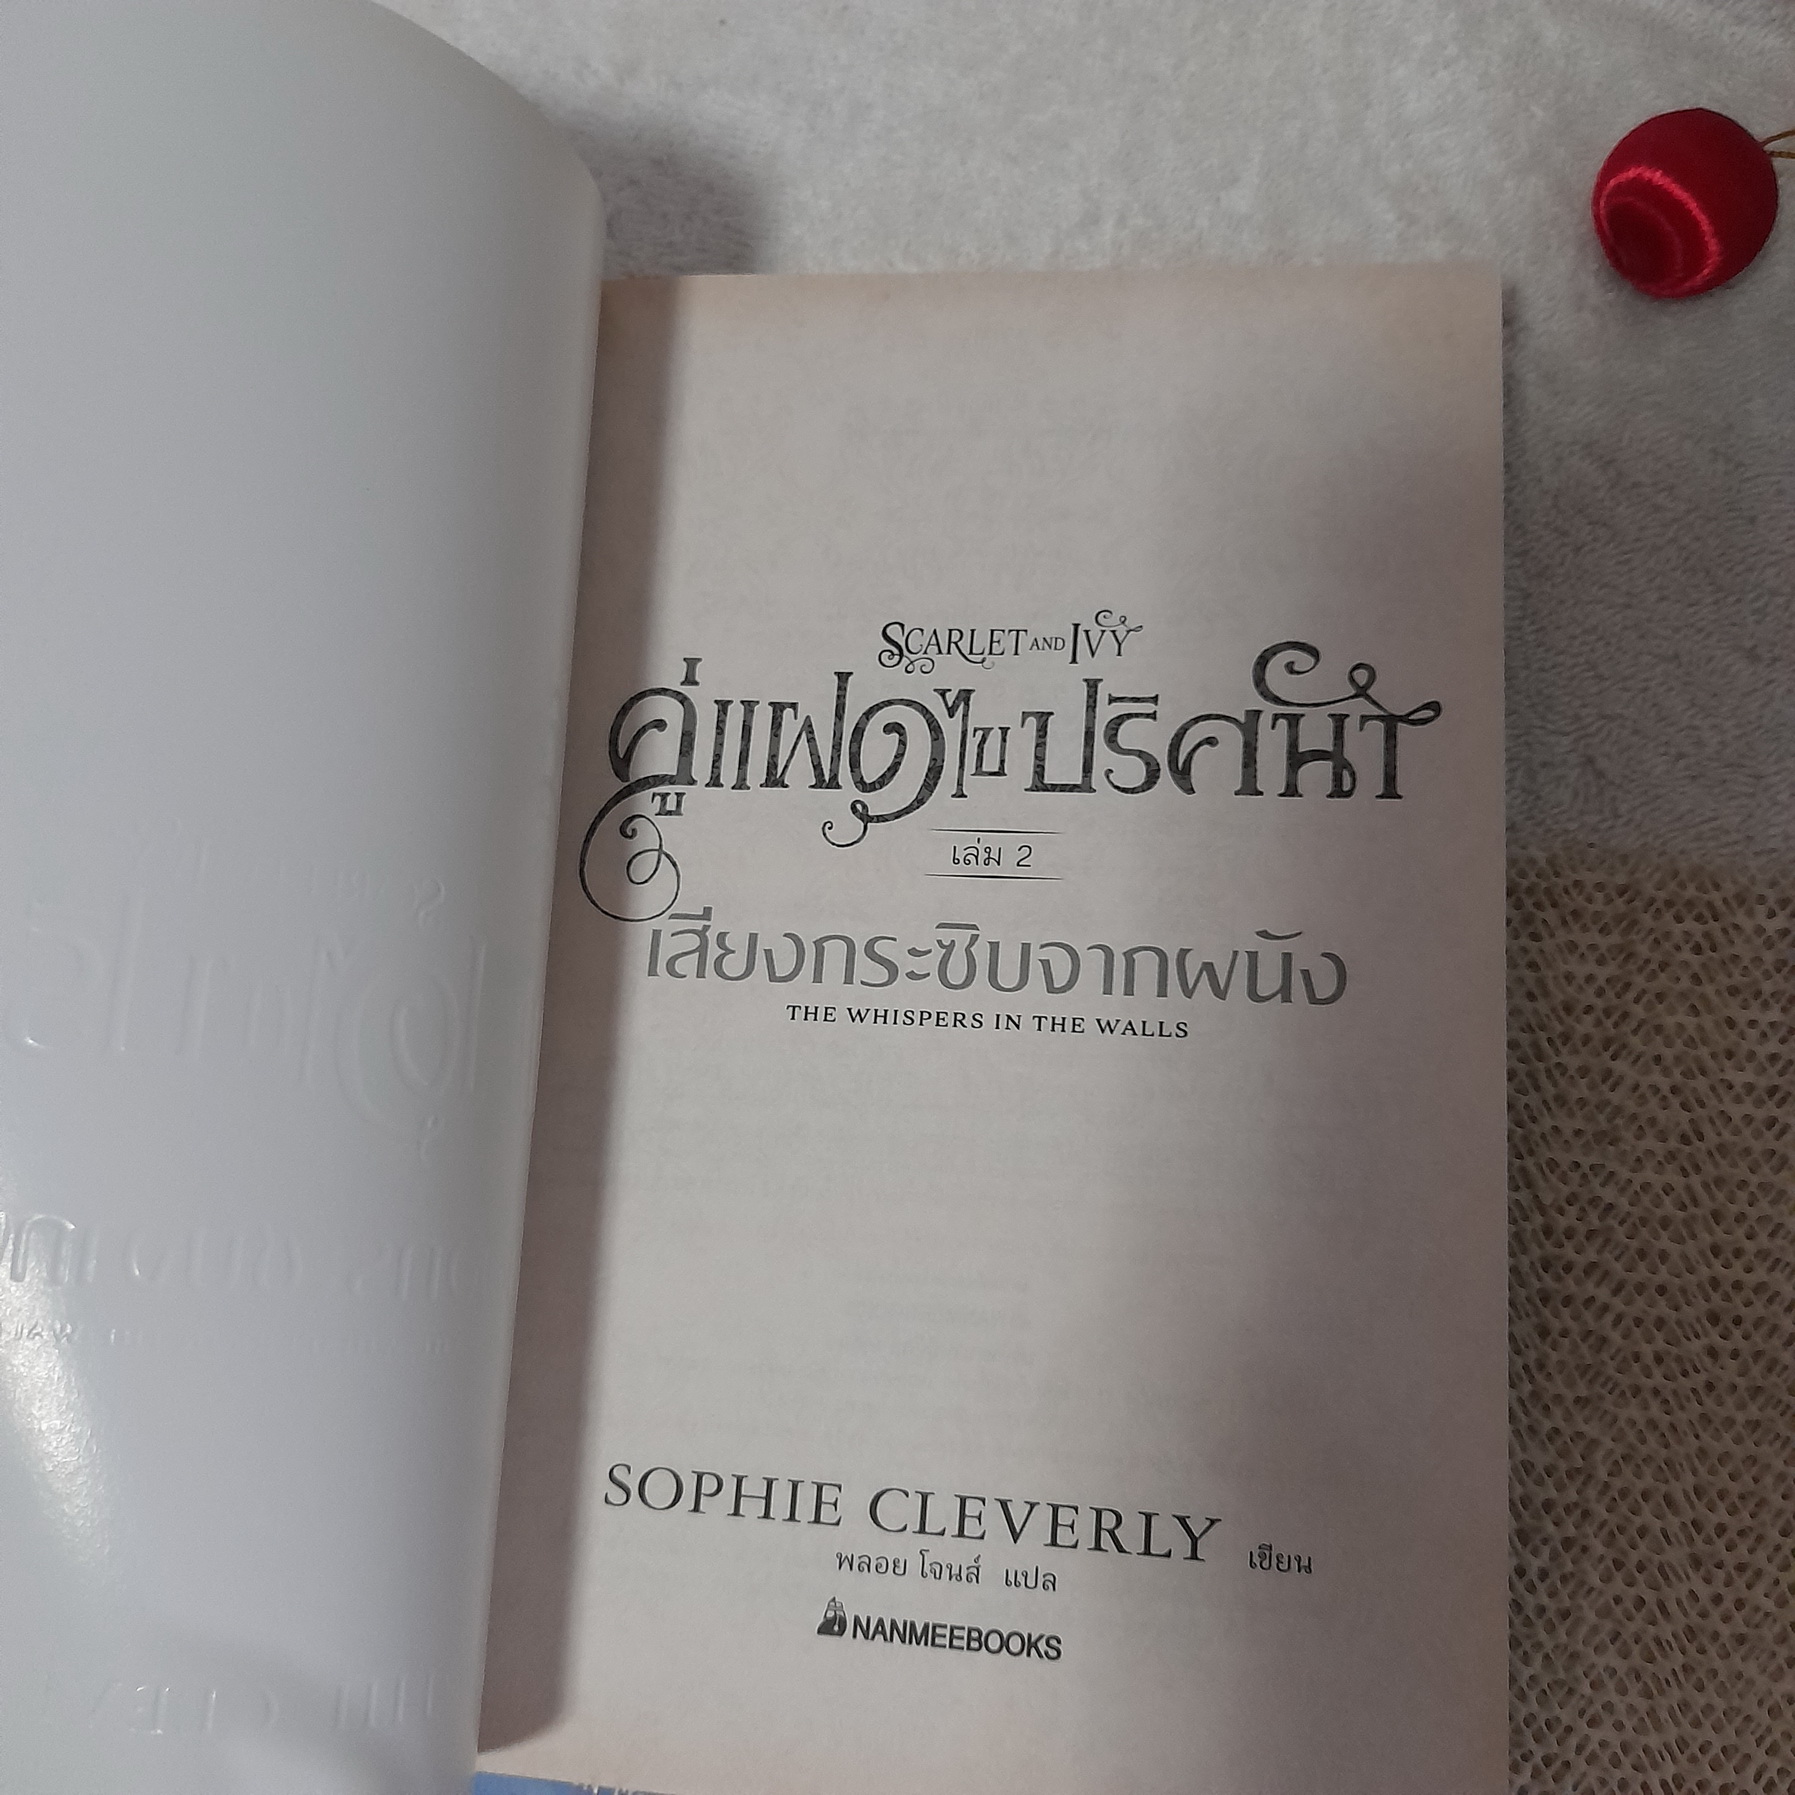 SCARLET AND IVY
คู่แฝดไขปริศนา
เล่ม 2
เสียงกระซิบจากผนัง
THE WHISPERS IN THE WALLS
SOPHIE CLEVERLY เขียน
พลอย โจนส์ แปล
NANMEEBOOKS